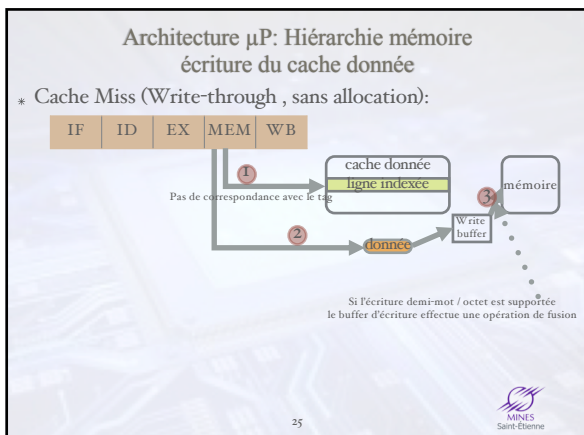 Architecture µP: Hiérarchie mémoire
écriture du cache donnée
* Cache Miss (Write-through , sans allocation):
IF ID EX MEM WB
1
cache donnée
ligne indexée
Pas de correspondance avec le tag
3
mémoire
Write
buffer
2
donnée
Si l'écriture demi-mot / octet est supportée
le buffer d'écriture effectue une opération de fusion
25
MINES
Saint-Étienne